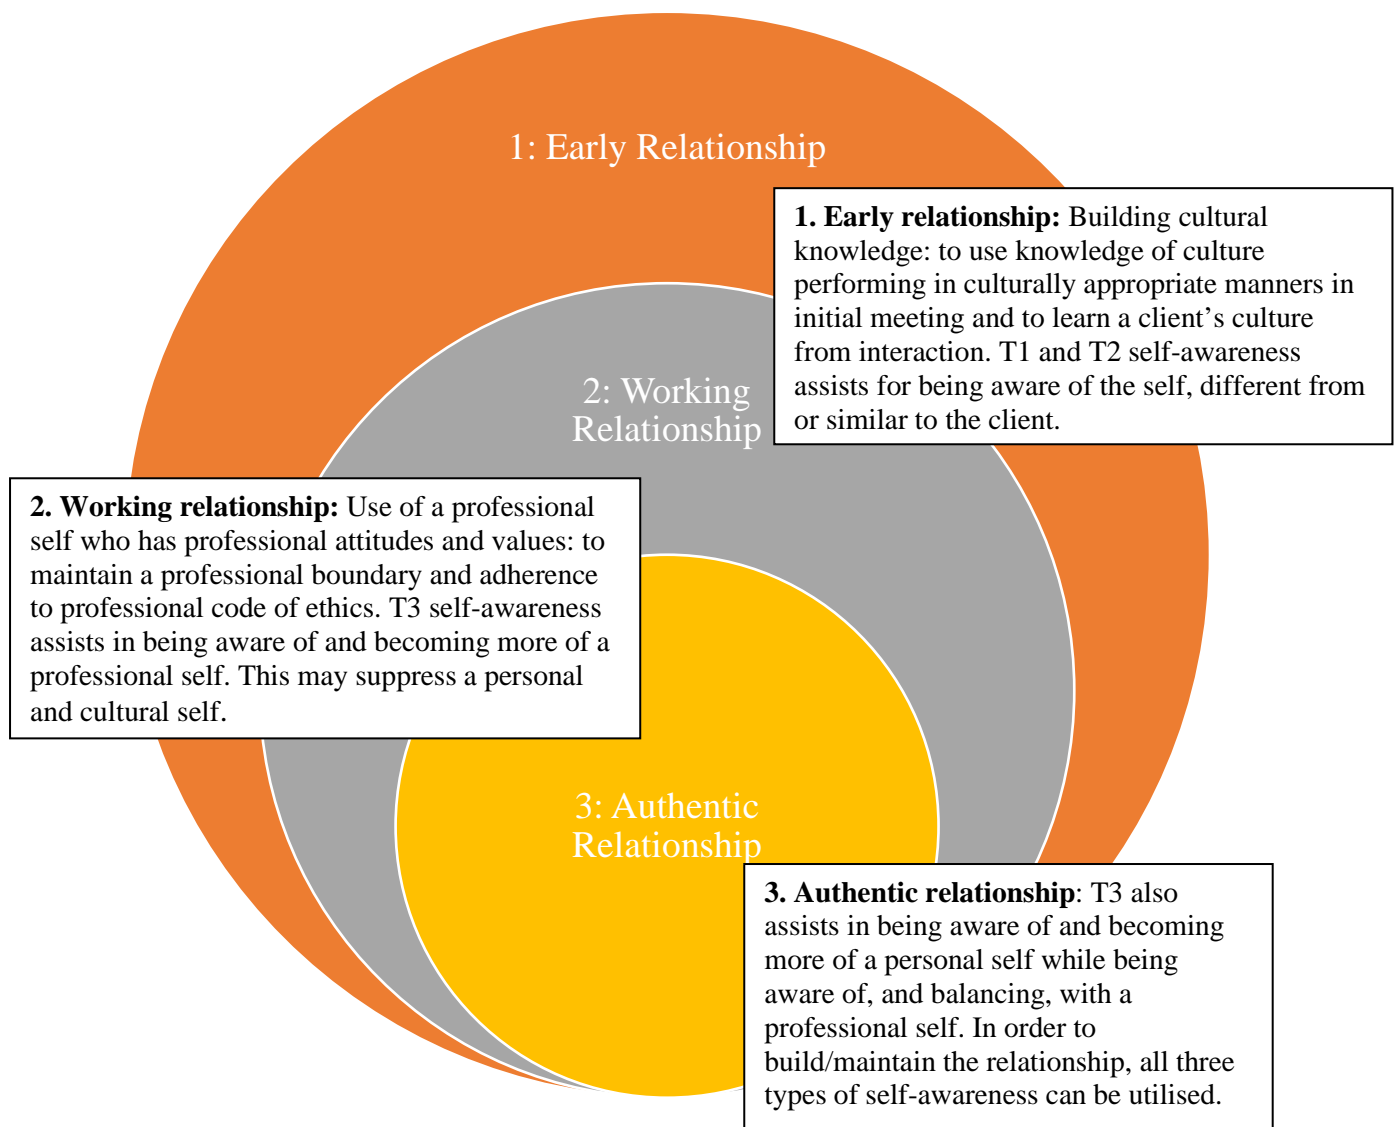 1: Early Relationship
1. Early relationship: Building cultural
knowledge: to use knowledge of culture
performing in culturally appropriate manners in
initial meeting and to learn a client’s culture
from interaction. T1 and T2 self-awareness
assists for being aware of the self, different from
or similar to the client.
2: Working
Relationship
2. Working relationship: Use of a professional
self who has professional attitudes and values: to
maintain a professional boundary and adherence
to professional code of ethics. T3 self-awareness
assists in being aware of and becoming more of a
professional self. This may suppress a personal
and cultural self.
3: Authentic
Relationship
3. Authentic relationship: T3 also
assists in being aware of and becoming
more of a personal self while being
aware of, and balancing, with a
professional self. In order to
build/maintain the relationship, all three
types of self-awareness can be utilised.